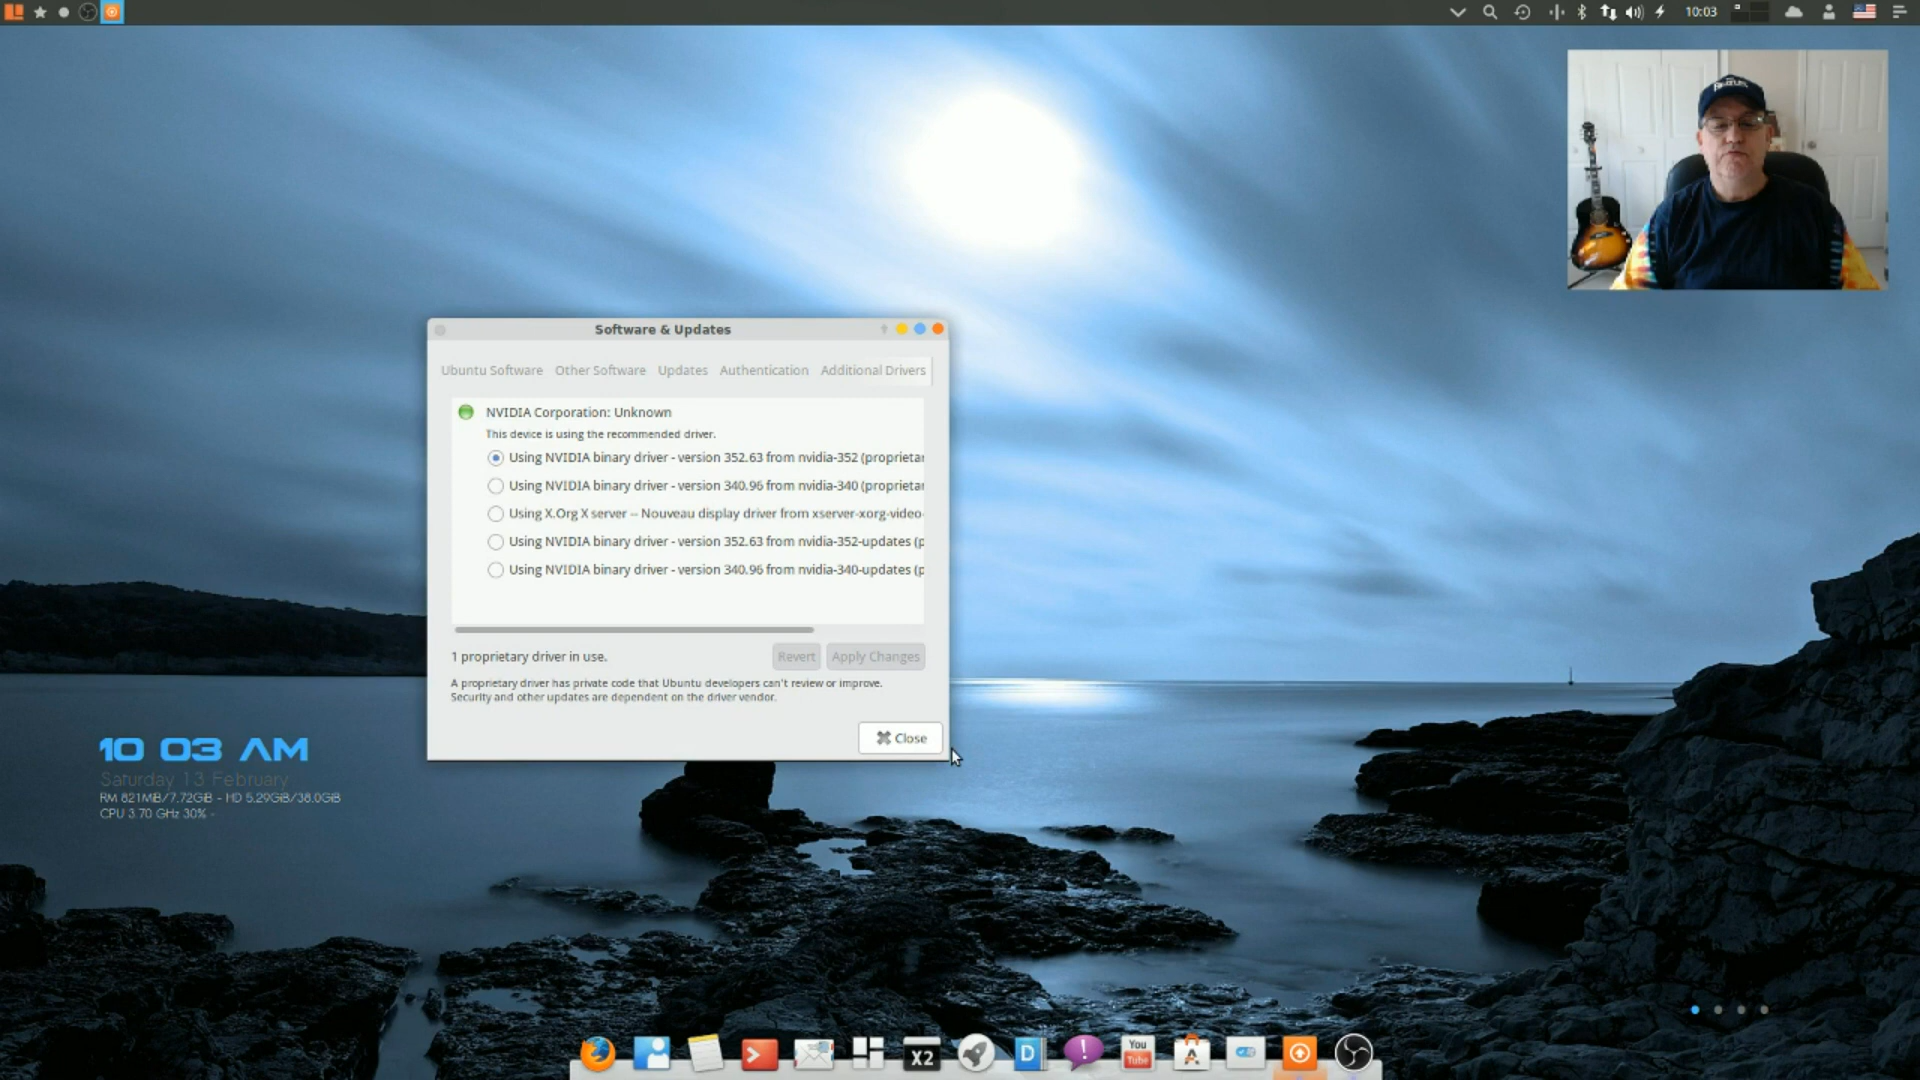 10:03
Software & Updates
Ubuntu Software Other Software Updates Authentication Additional Drivers
NVIDIA Corporation: Unknown
This device is using the recommended driver.
Using NVIDIA binary driver - version 352.63 from nvidia-352 (proprietar
Using NVIDIA binary driver - version 340.96 from nvidia-340 (proprietar
Using X.Org X server -- Nouveau display driver from xserver-xorg-video-
Using NVIDIA binary driver - version 352.63 from nvidia-352-updates (p
Using NVIDIA binary driver - version 340.96 from nvidia-340-updates (p
1 proprietary driver in use.
Revert Apply Changes
A proprietary driver has private code that Ubuntu developers can't review or improve.
Security and other updates are dependent on the driver vendor.
Close
10 03 AM
Saturday 13 February
RM 821MiB/7.72GiB - HD 5.29GiB/38.0GiB
CPU 3.70 GHz 30% -
X2
D
You
Tube
A